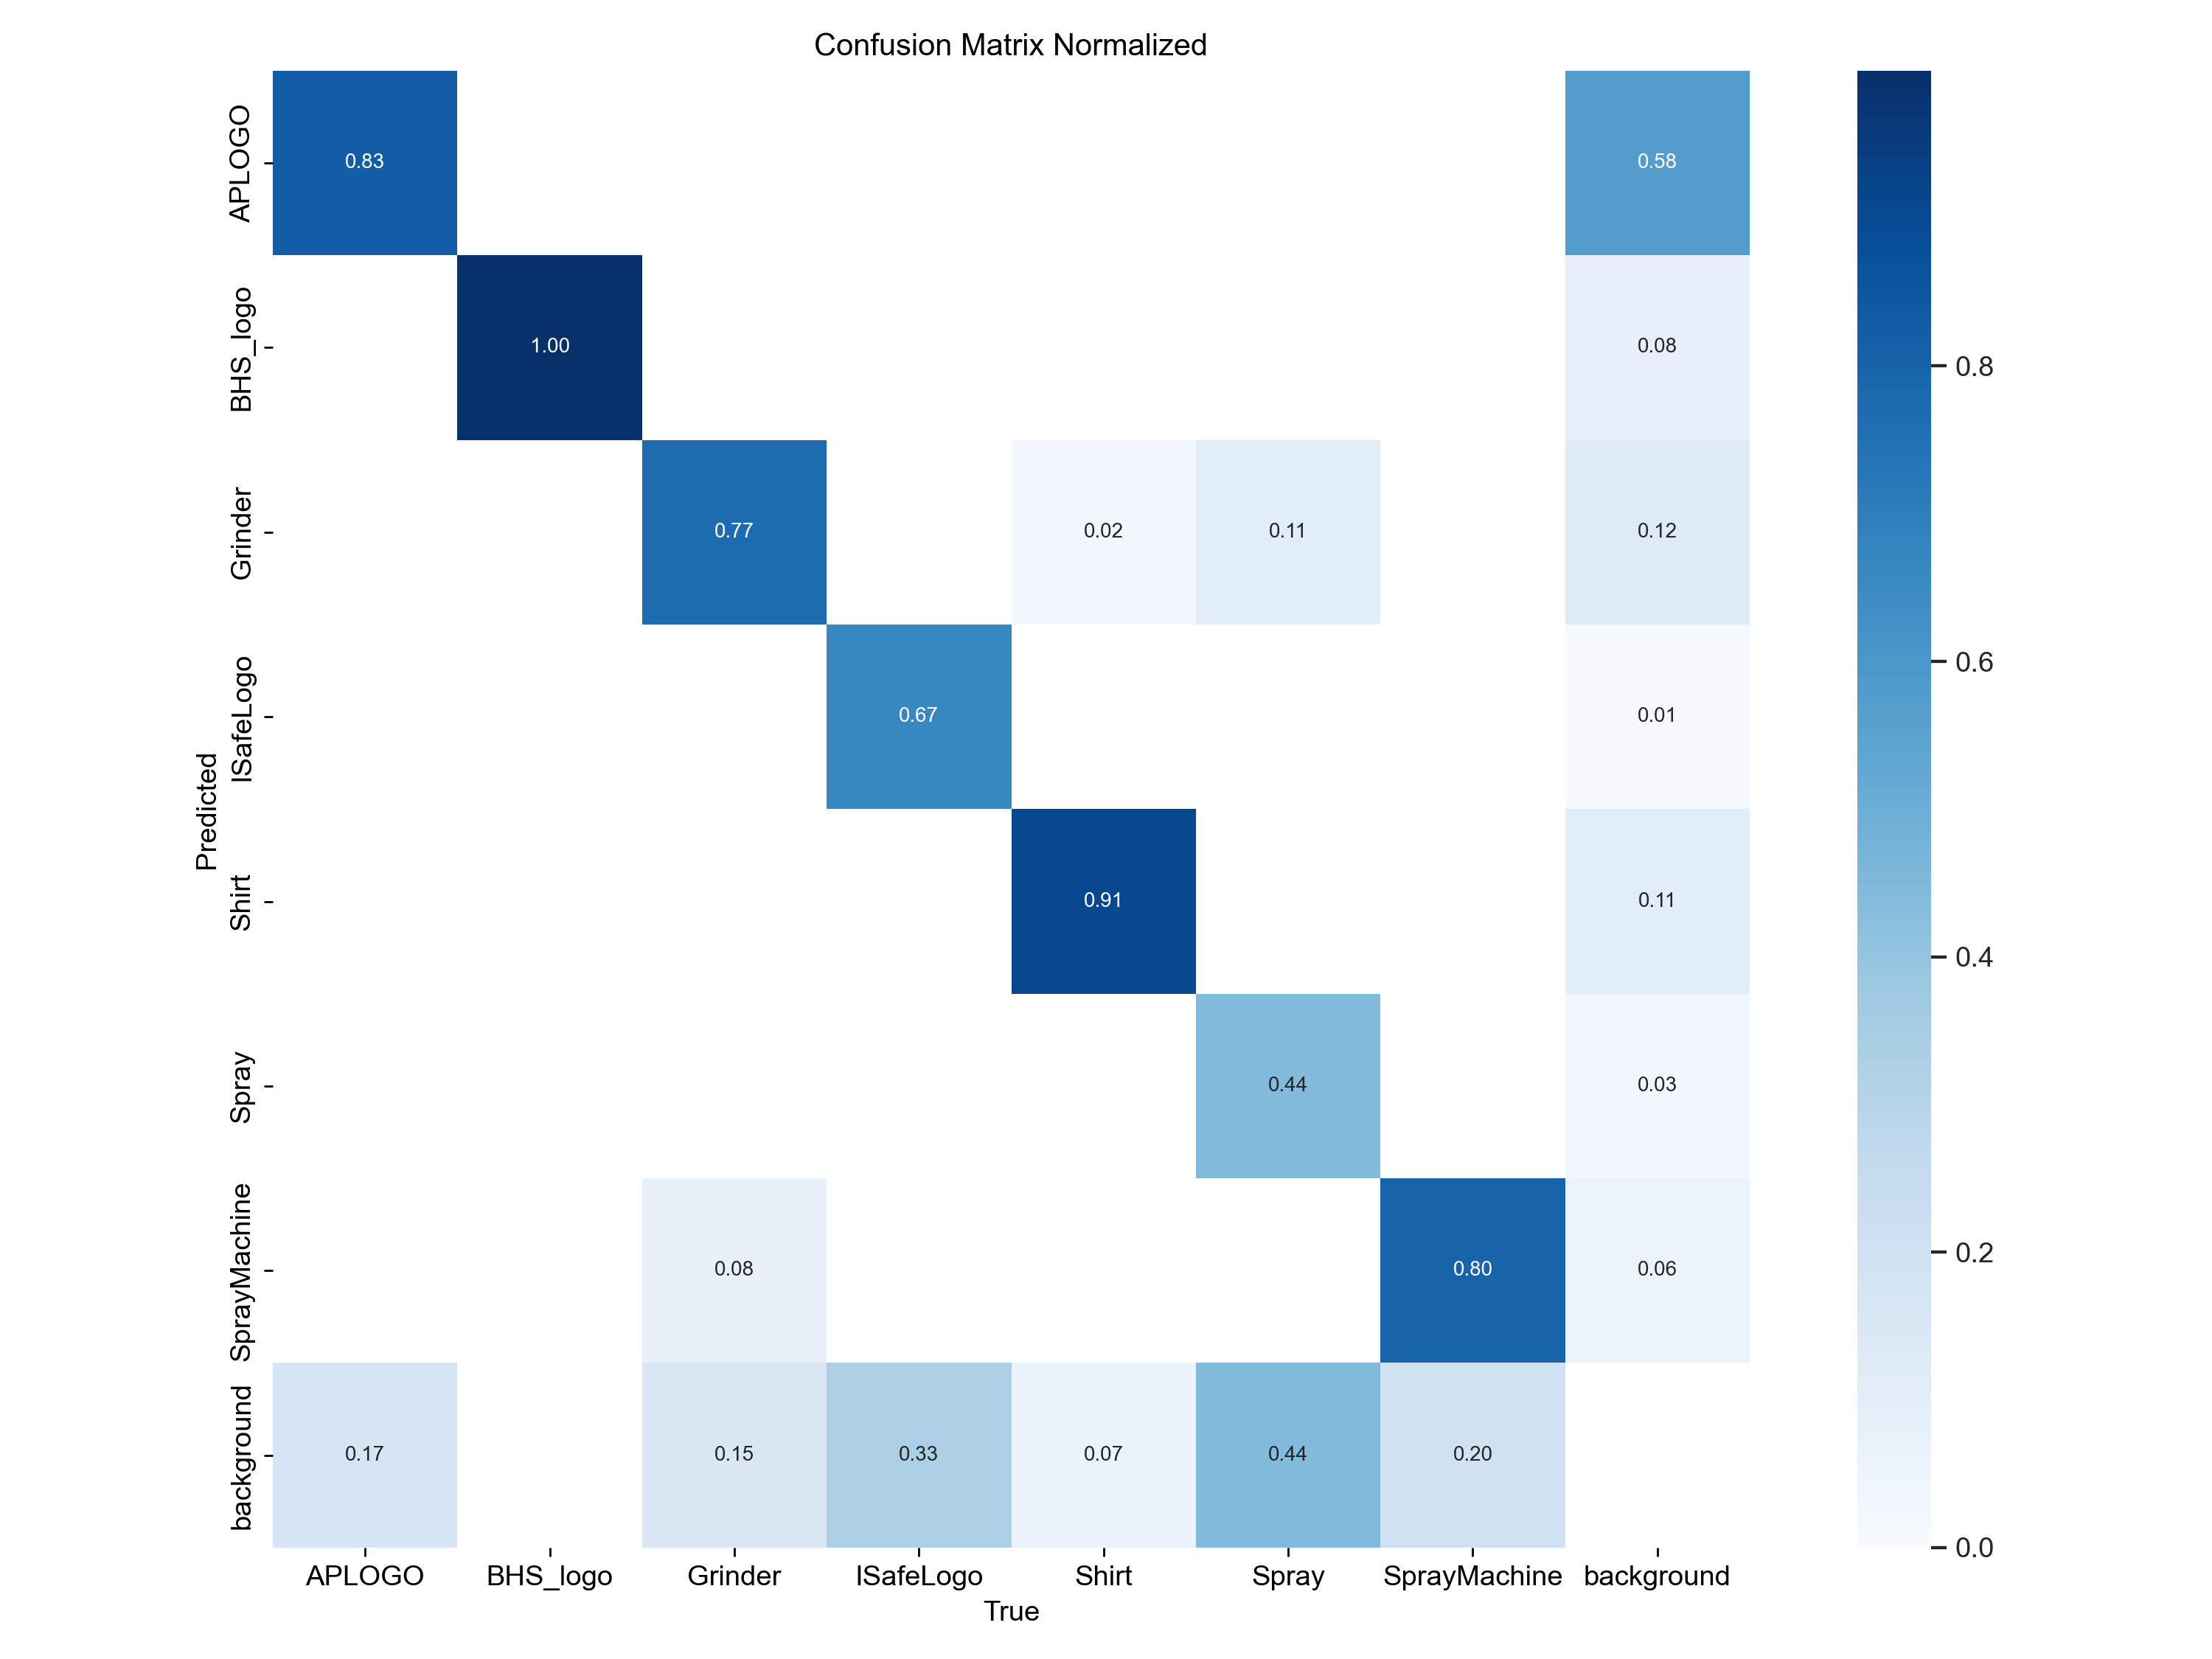 Confusion Matrix Normalized
APLOGO
0.83
0.58
BHS_logo
1.00
0.08
0.8
Grinder
0.77
0.02
0.11
0.12
0.6
ISafeLogo
0.67
0.01
Predicted
Shirt
0.91
0.11
0.4
Spray
0.44
0.03
SprayMachine
0.08
0.80
0.06
0.2
background
0.17
0.15
0.33
0.07
0.44
0.20
0.0
APLOGO BHS_logo Grinder ISafeLogo Shirt Spray SprayMachine background
True